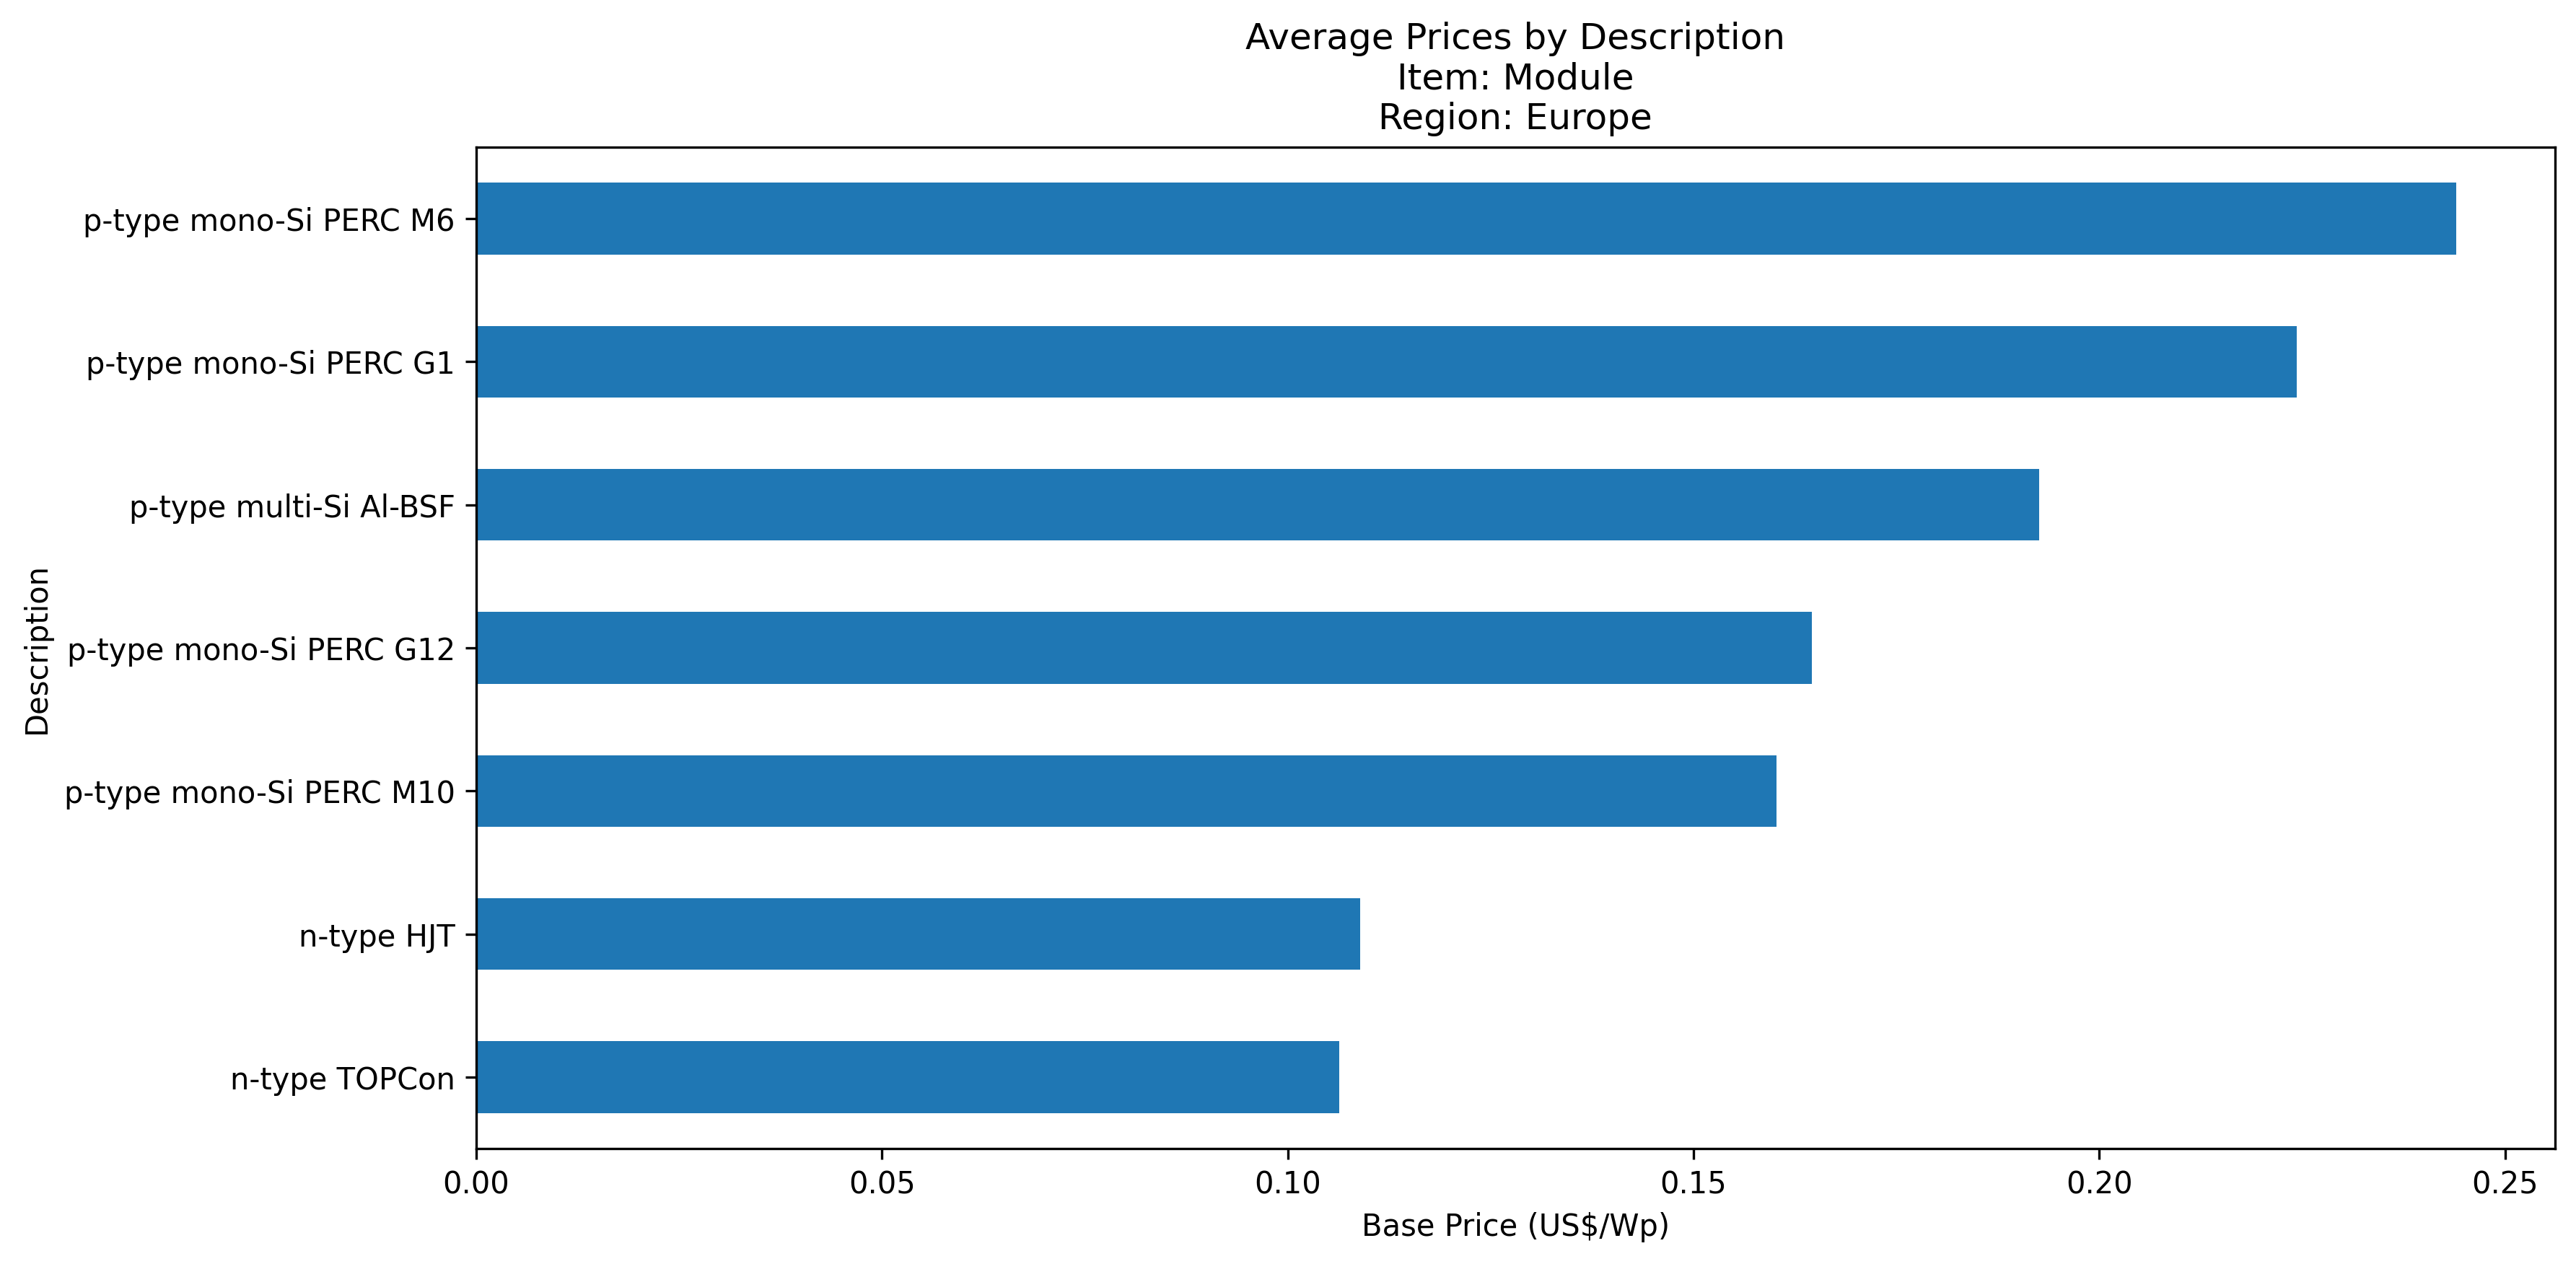 Average Prices by Description
Item: Module
Region: Europe
Description
p-type mono-Si PERC M6
p-type mono-Si PERC G1
p-type multi-Si Al-BSF
p-type mono-Si PERC G12
p-type mono-Si PERC M10
n-type HJT
n-type TOPCon
0.00 0.05 0.10 0.15 0.20 0.25
Base Price (US$/Wp)